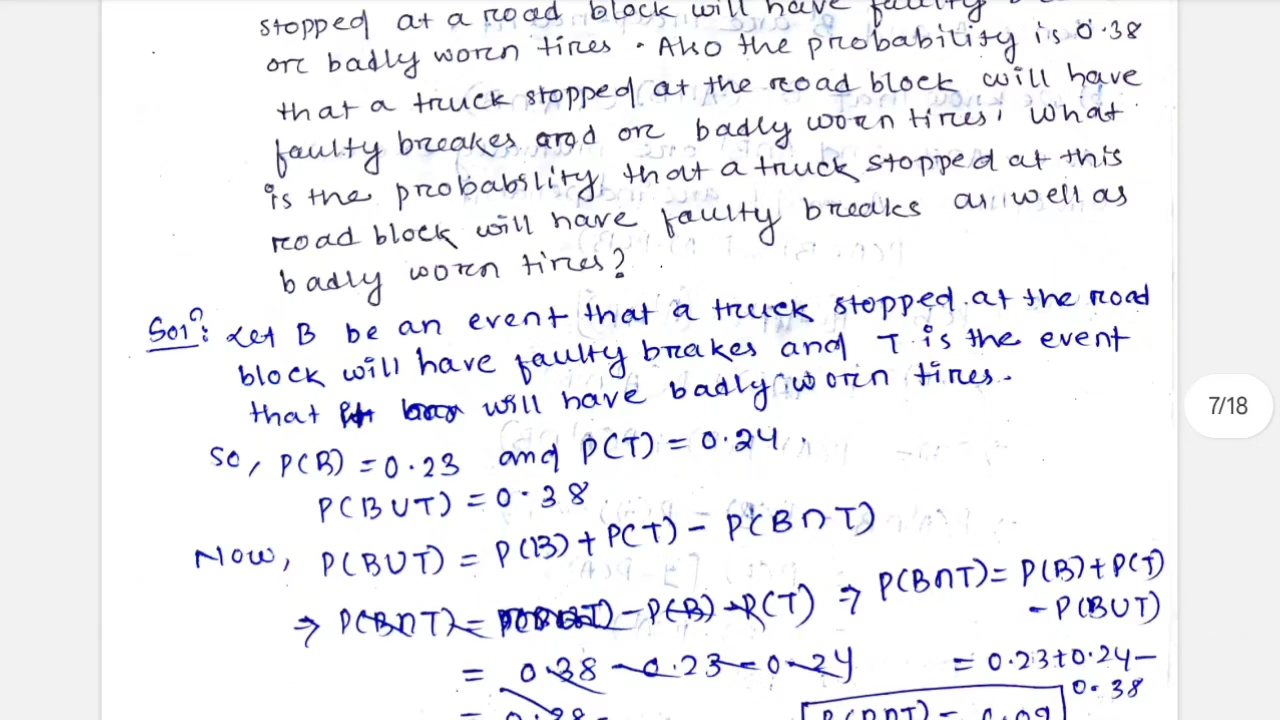 stopped at a road block will have faulty
or badly worn tires. Also the probability is 0.38
that a truck stopped at the road block will have
faulty breakes and or badly worn tires, What
is the probability that a truck stopped at this
road block will have faulty breaks as well as
badly worn tires?
Solⁿ: Let B be an event that a truck stopped at the road
block will have faulty brakes and T is the event
that will have badly worn tires.
So, P(B) = 0.23 and P(T) = 0.24.
P(B∪T) = 0.38
7/18
Now, P(B∪T) = P(B) + P(T) - P(B∩T)
⇒ P(B∩T) = - P(B) - P(T) ⇒ P(B∩T) = P(B) + P(T)
- P(B∪T)
= 0.38 - 0.23 - 0.24 = 0.23 + 0.24 -
0.38